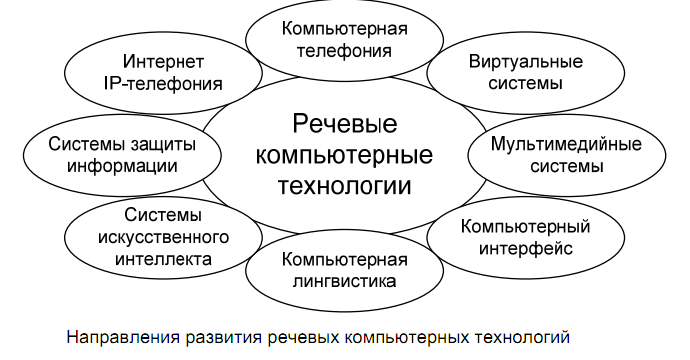 Компьютерная
телефония
Интернет
IP-телефония
Виртуальные
системы
Речевые
компьютерные
технологии
Системы защиты
информации
Мультимедийные
системы
Системы
искусственного
интеллекта
Компьютерный
интерфейс
Компьютерная
лингвистика
Направления развития речевых компьютерных технологий